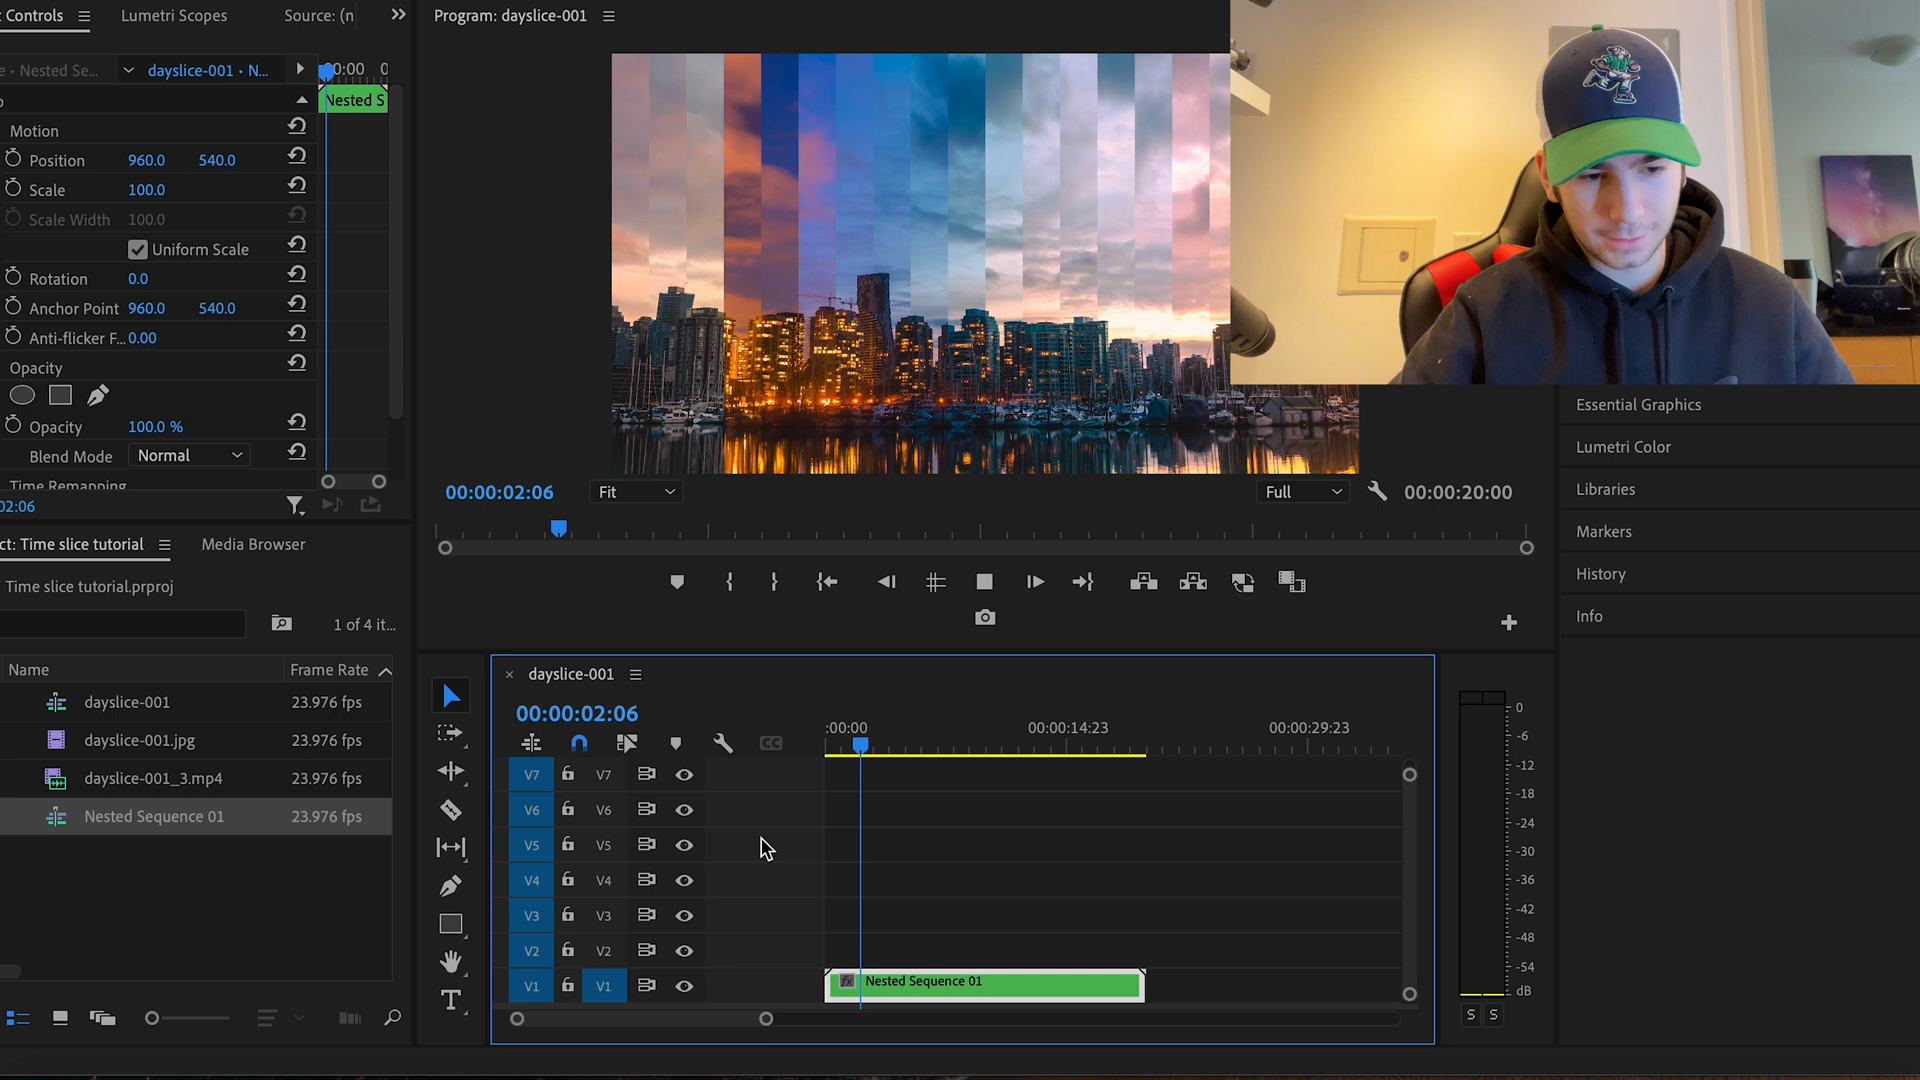 t Controls
Lumetri Scopes
Source: (n
Program: dayslice-001
e • Nested Se...
dayslice-001 • N...
Nested S
Motion
Position 960.0 540.0
Scale 100.0
Scale Width 100.0
Uniform Scale
Rotation 0.0
Anchor Point 960.0 540.0
Anti-flicker F... 0.00
Opacity
Opacity 100.0 %
Blend Mode Normal
Time Remapping
02:06
00:00:02:06
Fit
Full
00:00:20:00
Essential Graphics
Lumetri Color
Libraries
Markers
History
Info
ct: Time slice tutorial
Media Browser
Time slice tutorial.prproj
1 of 4 it...
Name
Frame Rate
dayslice-001 23.976 fps
dayslice-001.jpg 23.976 fps
dayslice-001_3.mp4 23.976 fps
Nested Sequence 01 23.976 fps
× dayslice-001
00:00:02:06
:00:00
00:00:14:23
00:00:29:23
CC
V7 V7
V6 V6
V5 V5
V4 V4
V3 V3
V2 V2
V1 V1
fx Nested Sequence 01
0
-6
-12
-18
-24
-30
-36
-42
-48
-54
dB
S S